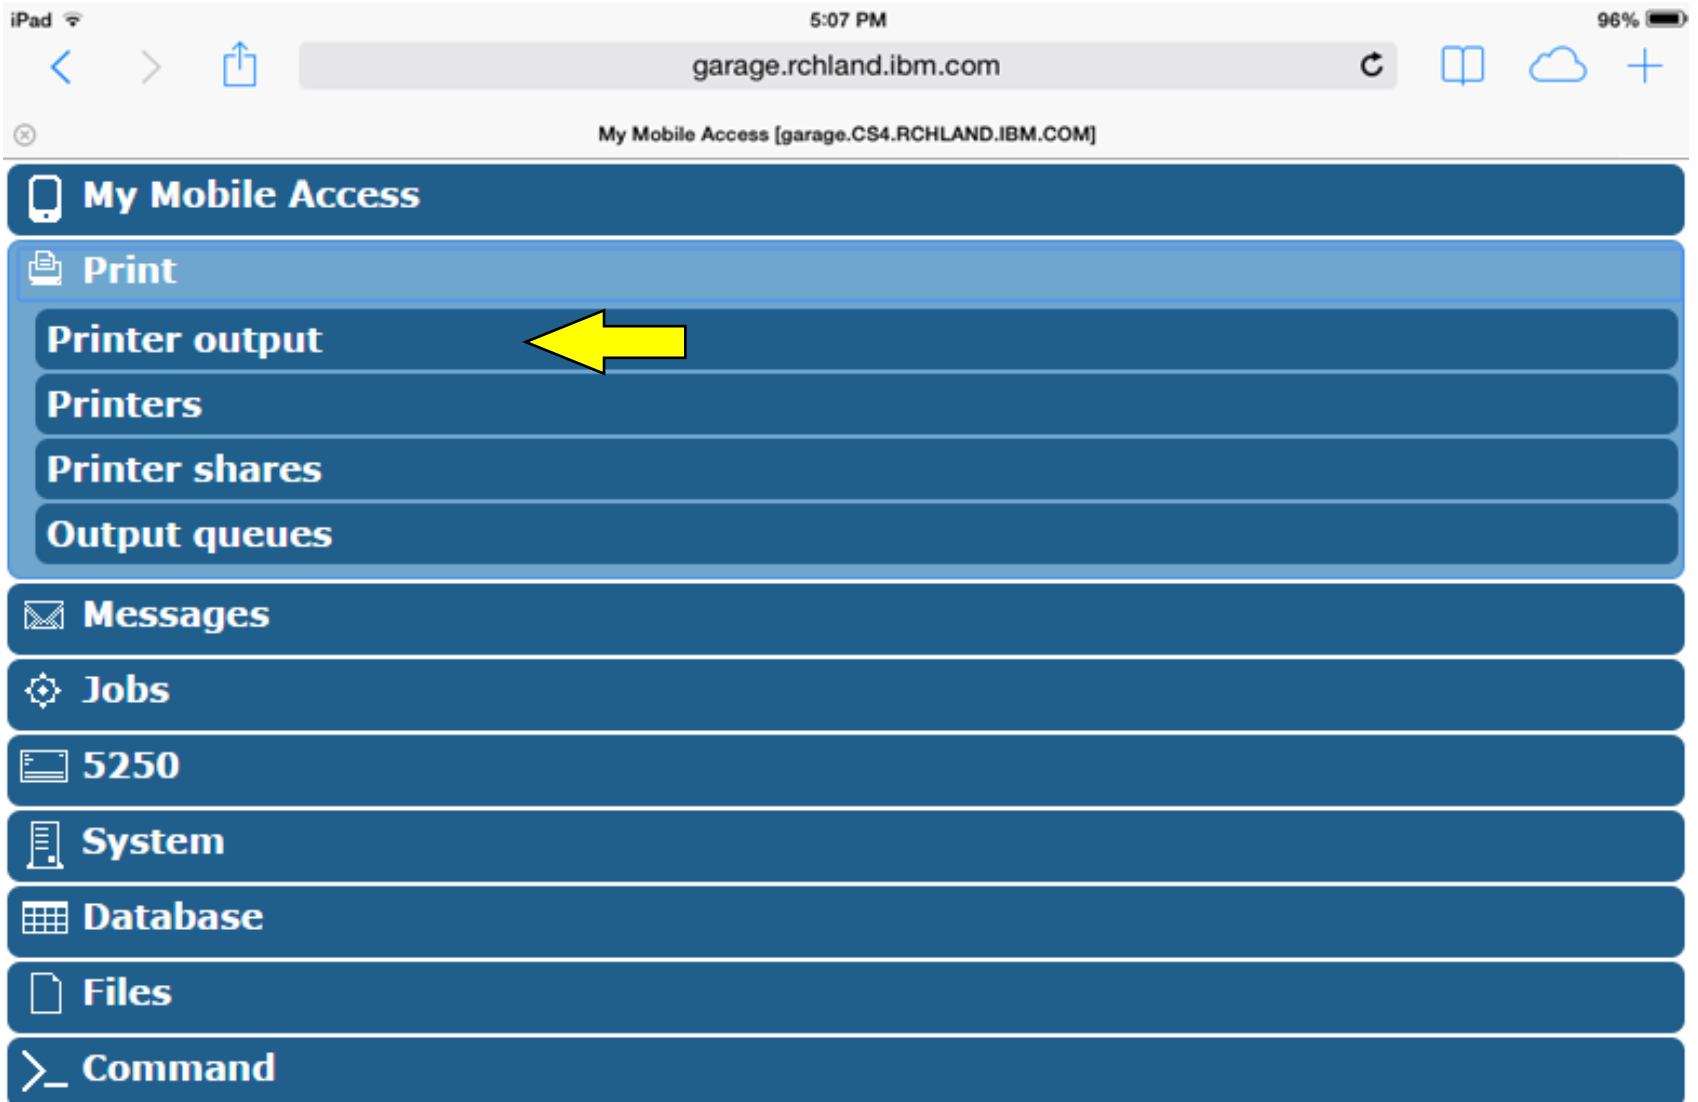 iPad 5:07 PM 96%
garage.rchland.ibm.com
My Mobile Access [garage.CS4.RCHLAND.IBM.COM]
My Mobile Access
Print
Printer output
Printers
Printer shares
Output queues
Messages
Jobs
5250
System
Database
Files
Command